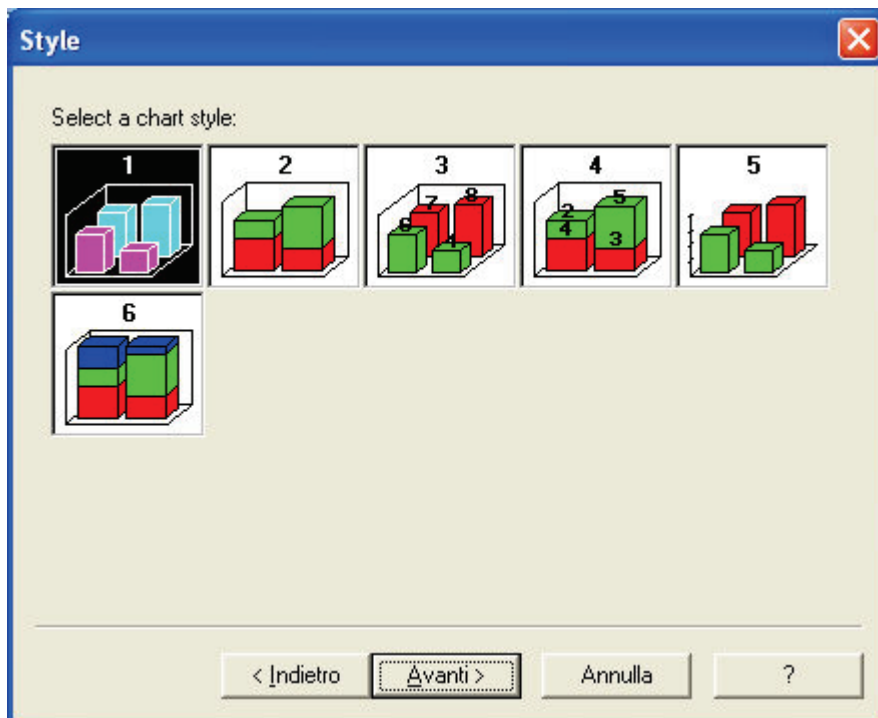 Style
Select a chart style:
1 2 3 4 5
7 8 2 5
6 4 4 3
6
< Indietro Avanti > Annulla ?